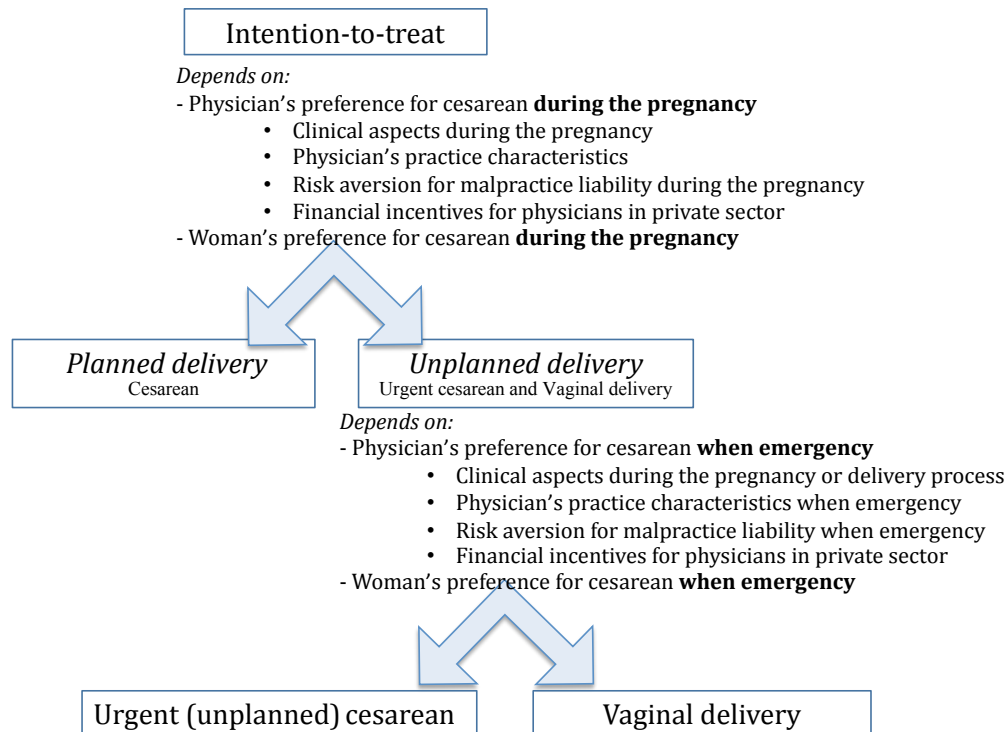 Intention-to-treat
Depends on:
- Physician's preference for cesarean during the pregnancy
• Clinical aspects during the pregnancy
• Physician's practice characteristics
• Risk aversion for malpractice liability during the pregnancy
• Financial incentives for physicians in private sector
- Woman's preference for cesarean during the pregnancy
Planned delivery
Cesarean
Unplanned delivery
Urgent cesarean and Vaginal delivery
Depends on:
- Physician's preference for cesarean when emergency
• Clinical aspects during the pregnancy or delivery process
• Physician's practice characteristics when emergency
• Risk aversion for malpractice liability when emergency
• Financial incentives for physicians in private sector
- Woman's preference for cesarean when emergency
Urgent (unplanned) cesarean
Vaginal delivery